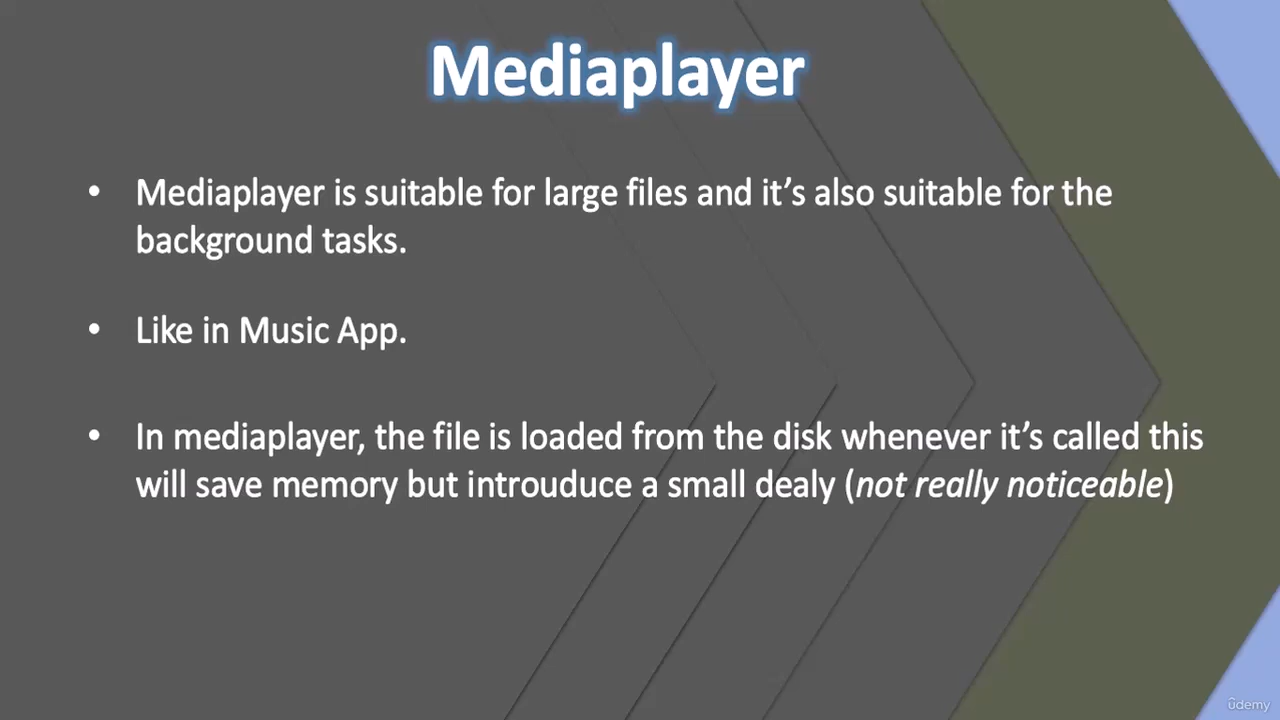 Mediaplayer
• Mediaplayer is suitable for large files and it’s also suitable for the
background tasks.
• Like in Music App.
• In mediaplayer, the file is loaded from the disk whenever it’s called this
will save memory but introuduce a small dealy (not really noticeable)
ûdemy